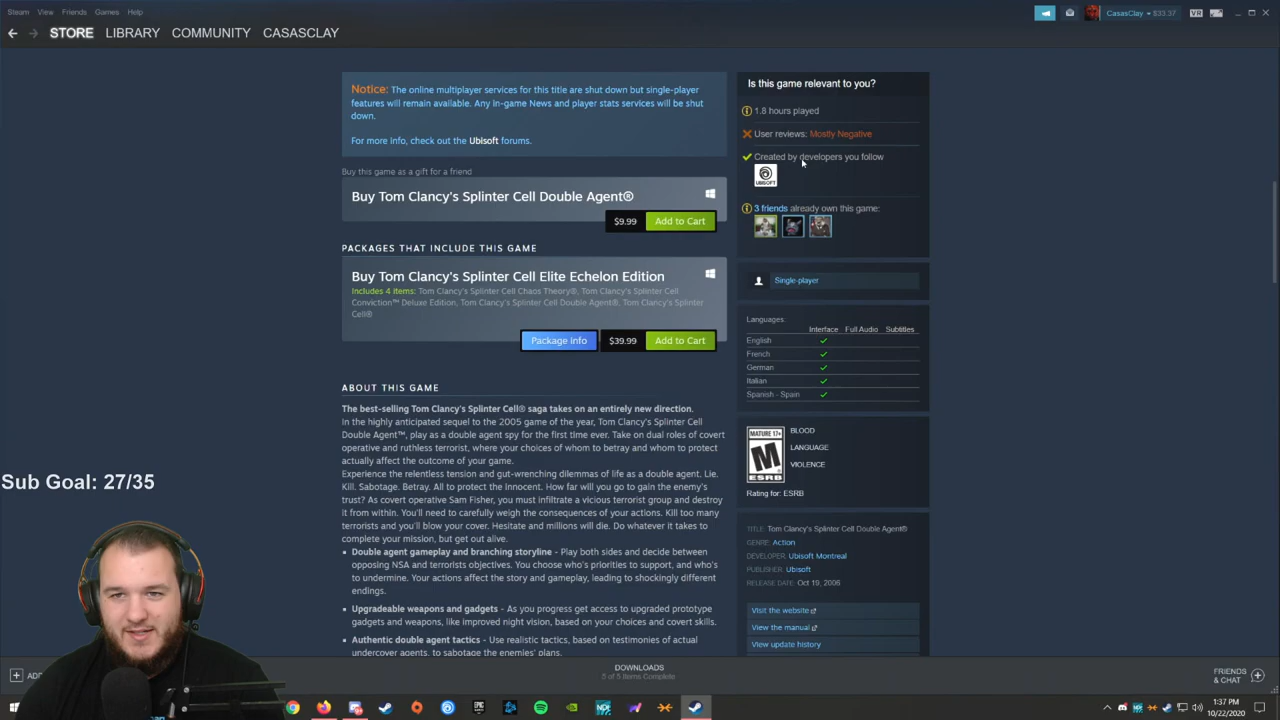 Steam View Friends Games Help
CasasClay
STORE LIBRARY COMMUNITY CASASCLAY
VR
Notice: The online multiplayer services for this title are shut down but single-player
features will remain available. Any in-game News and player stats services will be shut
down.
For more info, check out the Ubisoft forums.
Buy this game as a gift for a friend
Buy Tom Clancy's Splinter Cell Double Agent®
$9.99 Add to Cart
PACKAGES THAT INCLUDE THIS GAME
Buy Tom Clancy's Splinter Cell Elite Echelon Edition
Includes 4 items: Tom Clancy's Splinter Cell Chaos Theory®, Tom Clancy's Splinter Cell
Conviction™ Deluxe Edition, Tom Clancy's Splinter Cell Double Agent®, Tom Clancy's Splinter
Cell®
Package info $39.99 Add to Cart
ABOUT THIS GAME
The best-selling Tom Clancy's Splinter Cell® saga takes on an entirely new direction.
In the highly anticipated sequel to the 2005 game of the year, Tom Clancy's Splinter Cell
Double Agent™, play as a double agent spy for the first time ever. Take on dual roles of covert
operative and ruthless terrorist, where your choices of whom to betray and whom to protect
actually affect the outcome of your game.
Experience the relentless tension and gut-wrenching dilemmas of life as a double agent. Lie.
Kill. Sabotage. Betray. All to protect the innocent. How far will you go to gain the enemy's
trust? As covert operative Sam Fisher, you must infiltrate a vicious terrorist group and destroy
it from within. You'll need to carefully weigh the consequences of your actions. Kill too many
terrorists and you'll blow your cover. Hesitate and millions will die. Do whatever it takes to
complete your mission, but get out alive.
Double agent gameplay and branching storyline - Play both sides and decide between
opposing NSA and terrorists objectives. You choose who's priorities to support, and who's
to undermine. Your actions affect the story and gameplay, leading to shockingly different
endings.
Upgradeable weapons and gadgets - As you progress get access to upgraded prototype
gadgets and weapons, like improved night vision, based on your choices and covert skills.
Authentic double agent tactics - Use realistic tactics, based on testimonies of actual
undercover agents, to sabotage the enemies' plans.
Is this game relevant to you?
1.8 hours played
User reviews: Mostly Negative
Created by developers you follow
UBISOFT
3 friends already own this game:
Single-player
Languages:
Interface Full Audio Subtitles
English
French
German
Italian
Spanish - Spain
MATURE 17+
M
ESRB
BLOOD
LANGUAGE
VIOLENCE
Rating for: ESRB
TITLE: Tom Clancy's Splinter Cell Double Agent®
GENRE: Action
DEVELOPER: Ubisoft Montreal
PUBLISHER: Ubisoft
RELEASE DATE: Oct 19, 2006
Visit the website
View the manual
View update history
Sub Goal: 27/35
DOWNLOADS
5 of 5 Items Complete
FRIENDS
& CHAT
1:37 PM
10/22/2020